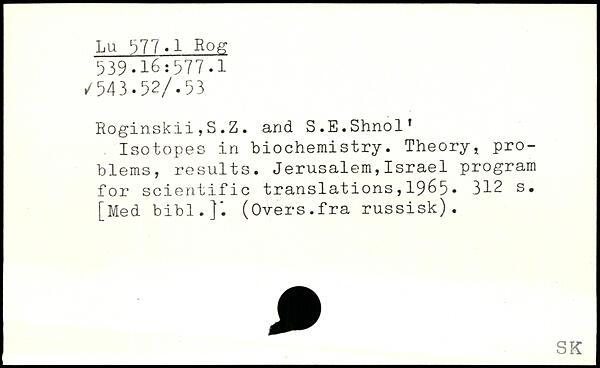 Lu 577.1 Rog
539.16:577.1
✓543.52/.53
Roginskii,S.Z. and S.E.Shnol'
Isotopes in biochemistry. Theory, pro-
blems, results. Jerusalem,Israel program
for scientific translations,1965. 312 s.
[Med bibl.]. (Overs.fra russisk).
SK